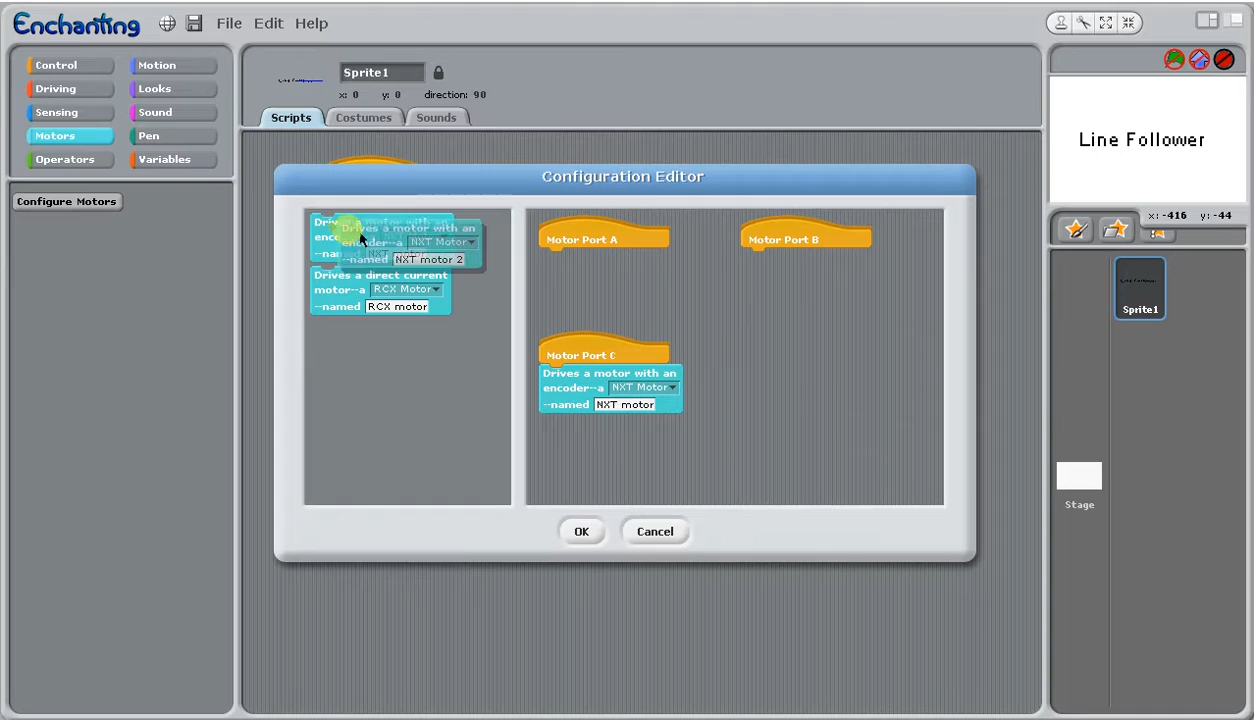 Enchanting
File Edit Help
Control
Motion
Driving
Looks
Sensing
Sound
Motors
Pen
Operators
Variables
Configure Motors
Sprite1
x: 0 y: 0 direction: 90
Scripts
Costumes
Sounds
Line Follower
x: -416 y: -44
Sprite1
Stage
Configuration Editor
Drives a motor with an
encoder--a NXT Motor
--named NXT motor 2
Drives a direct current
motor--a RCX Motor
--named RCX motor
Motor Port A
Motor Port B
Motor Port C
Drives a motor with an
encoder--a NXT Motor
--named NXT motor
OK
Cancel